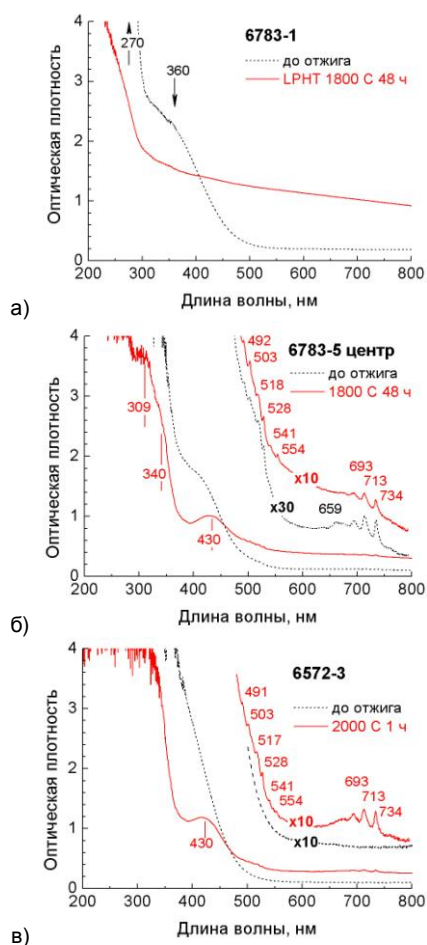 6783-1
до отжига
LPHT 1800 C 48 ч
270
360
Оптическая плотность
4
3
2
1
0
200 300 400 500 600 700 800
Длина волны, нм
а)
6783-5 центр
до отжига
1800 C 48 ч
492
503
518
528
541
554
x10
693
713
734
x30
659
309
340
430
Оптическая плотность
4
3
2
1
0
200 300 400 500 600 700 800
Длина волны, нм
б)
6572-3
до отжига
2000 C 1 ч
491
503
517
528
541
554
x10
693
713
734
x10
430
Оптическая плотность
4
3
2
1
0
200 300 400 500 600 700 800
Длина волны, нм
в)